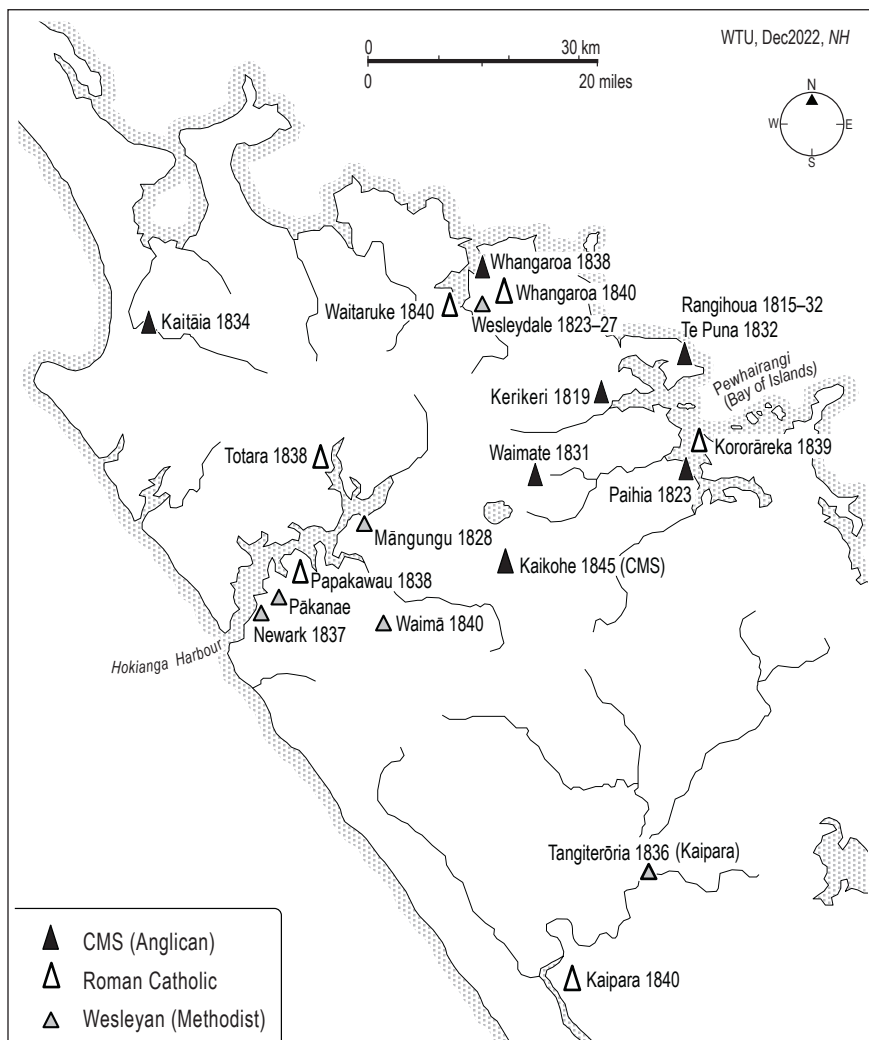 0
30 km
0
20 miles
WTU, Dec2022, NH
N
W
E
S
Whangaroa 1838
Whangaroa 1840
Waitaruke 1840
Wesleydale 1823–27
Kaitäia 1834
Rangihoua 1815–32
Te Puna 1832
Pewhairangi
(Bay of Islands)
Kerikeri 1819
Kororāreka 1839
Waimate 1831
Paihia 1823
Totara 1838
Māngungu 1828
Kaikohe 1845 (CMS)
Papakawau 1838
Pākanae
Newark 1837
Waimā 1840
Hokianga Harbour
Tangiterōria 1836 (Kaipara)
Kaipara 1840
CMS (Anglican)
Roman Catholic
Wesleyan (Methodist)